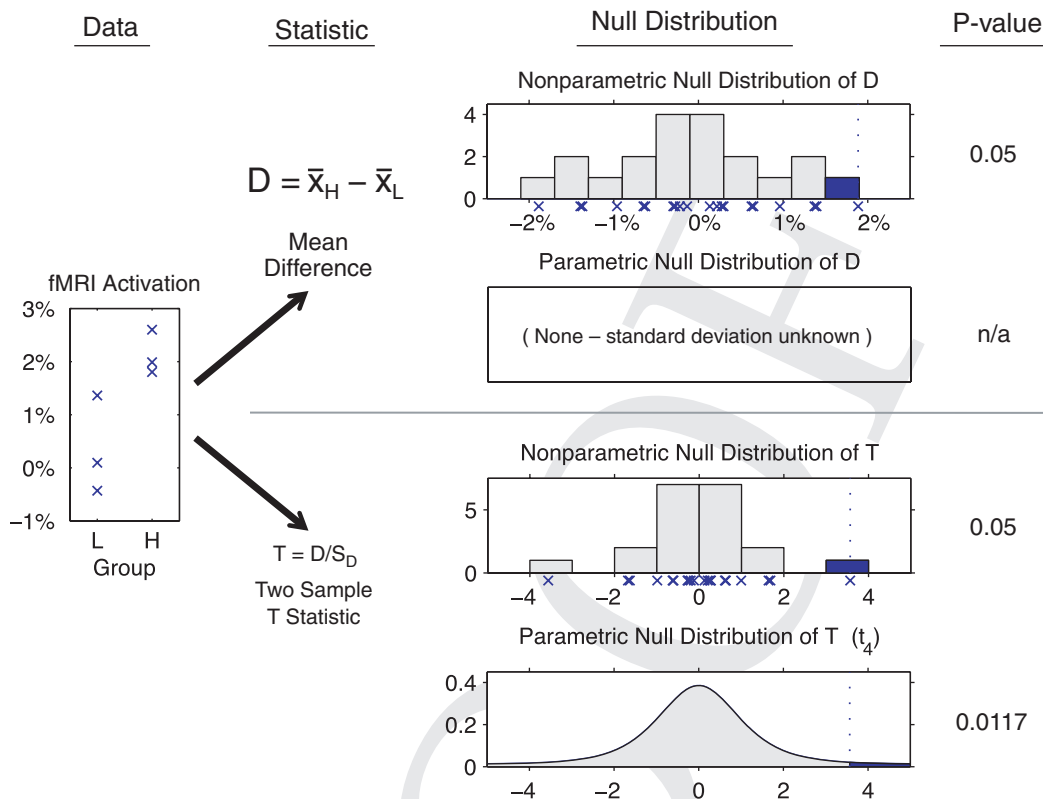 Data
Statistic
Null Distribution
P-value
Nonparametric Null Distribution of D
4
2
0
−2%
−1%
0%
1%
2%
0.05
D = x̄H − x̄L
Mean
Difference
Parametric Null Distribution of D
( None – standard deviation unknown )
n/a
fMRI Activation
3%
2%
1%
0%
−1%
L
H
Group
Nonparametric Null Distribution of T
5
0
−4
−2
0
2
4
0.05
T = D/SD
Two Sample
T Statistic
Parametric Null Distribution of T (t4)
0.4
0.2
0
−4
−2
0
2
4
0.0117